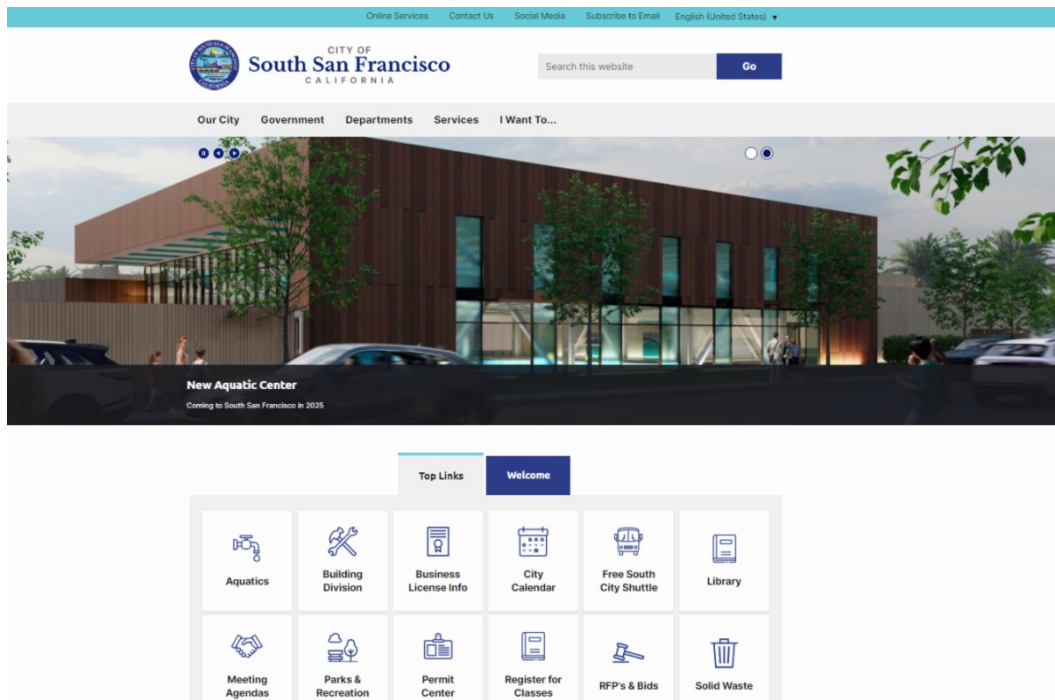 Online Services Contact Us Social Media Subscribe to Email English (United States)
CITY OF
South San Francisco
CALIFORNIA
Search this website
Go
Our City Government Departments Services I Want To...
New Aquatic Center
Coming to South San Francisco in 2025
Top Links
Welcome
Aquatics
Building
Division
Business
License Info
City
Calendar
Free South
City Shuttle
Library
Meeting
Agendas
Parks &
Recreation
Permit
Center
Register for
Classes
RFP's & Bids
Solid Waste